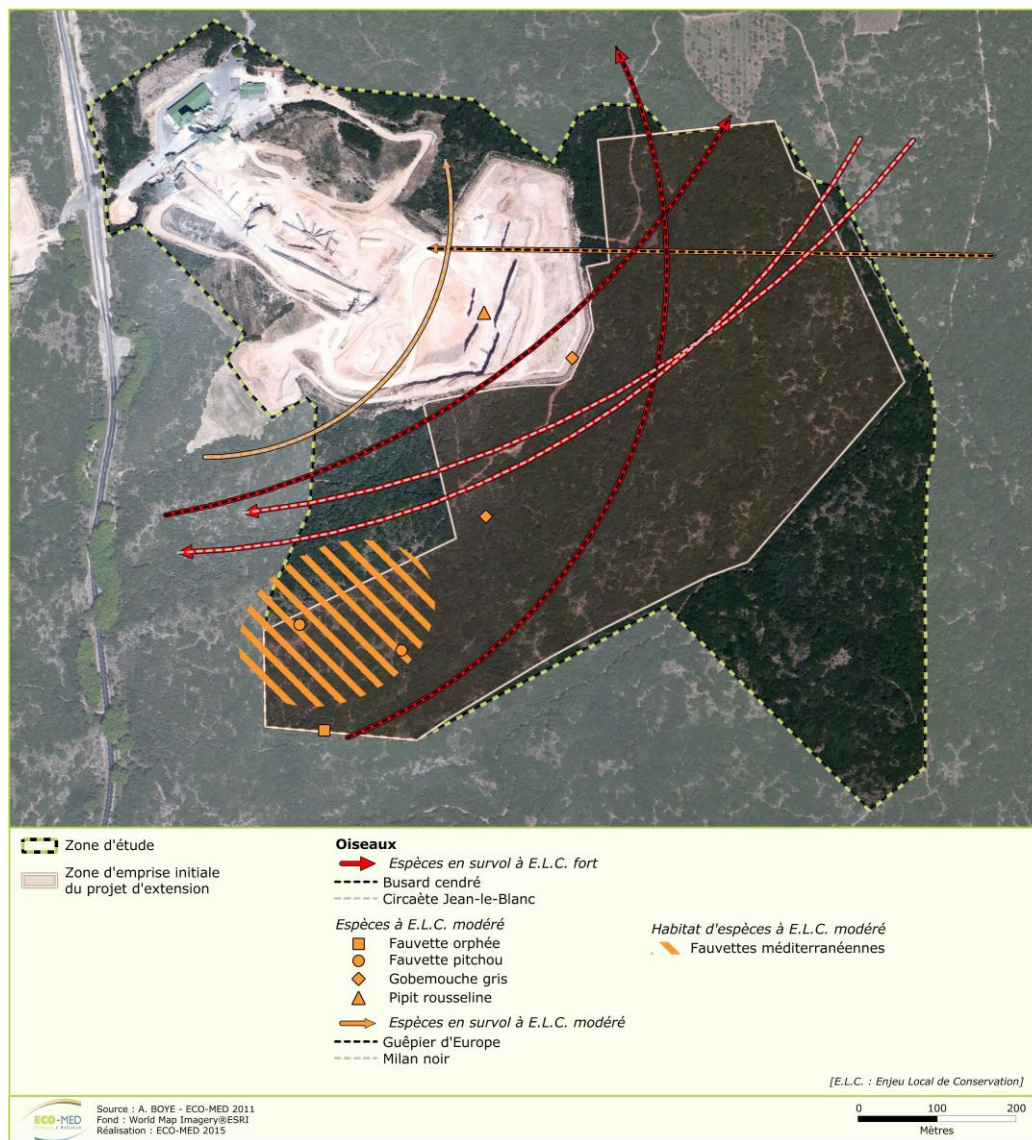 Zone d'étude
Zone d'emprise initiale
du projet d'extension
Oiseaux
Espèces en survol à E.L.C. fort
Busard cendré
Circaète Jean-le-Blanc
Espèces à E.L.C. modéré
Fauvette orphée
Fauvette pitchou
Gobemouche gris
Pipit rousseline
Espèces en survol à E.L.C. modéré
Guêpier d'Europe
Milan noir
Habitat d'espèces à E.L.C. modéré
Fauvettes méditerranéennes
[E.L.C. : Enjeu Local de Conservation]
ECO-MED
Source : A. BOYE - ECO-MED 2011
Fond : World Map Imagery®ESRI
Réalisation : ECO-MED 2015
0 100 200
Mètres